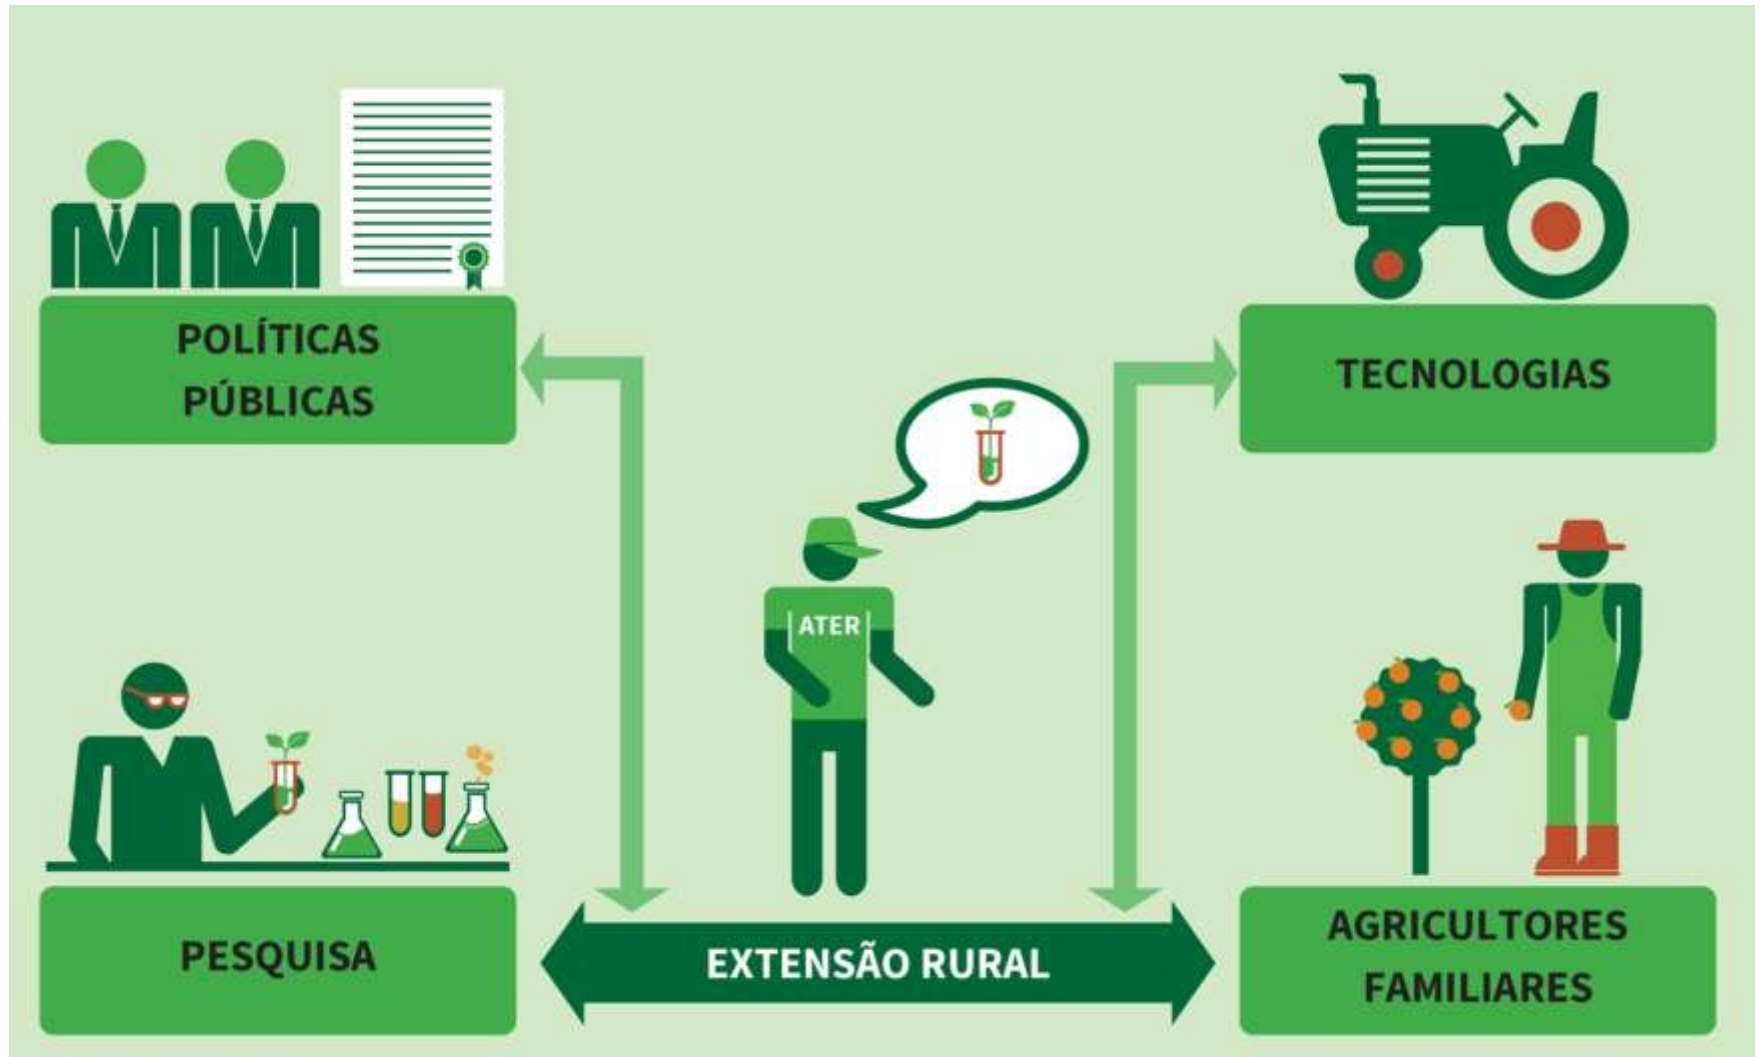 POLÍTICAS
PÚBLICAS
TECNOLOGIAS
ATER
PESQUISA
EXTENSÃO RURAL
AGRICULTORES
FAMILIARES